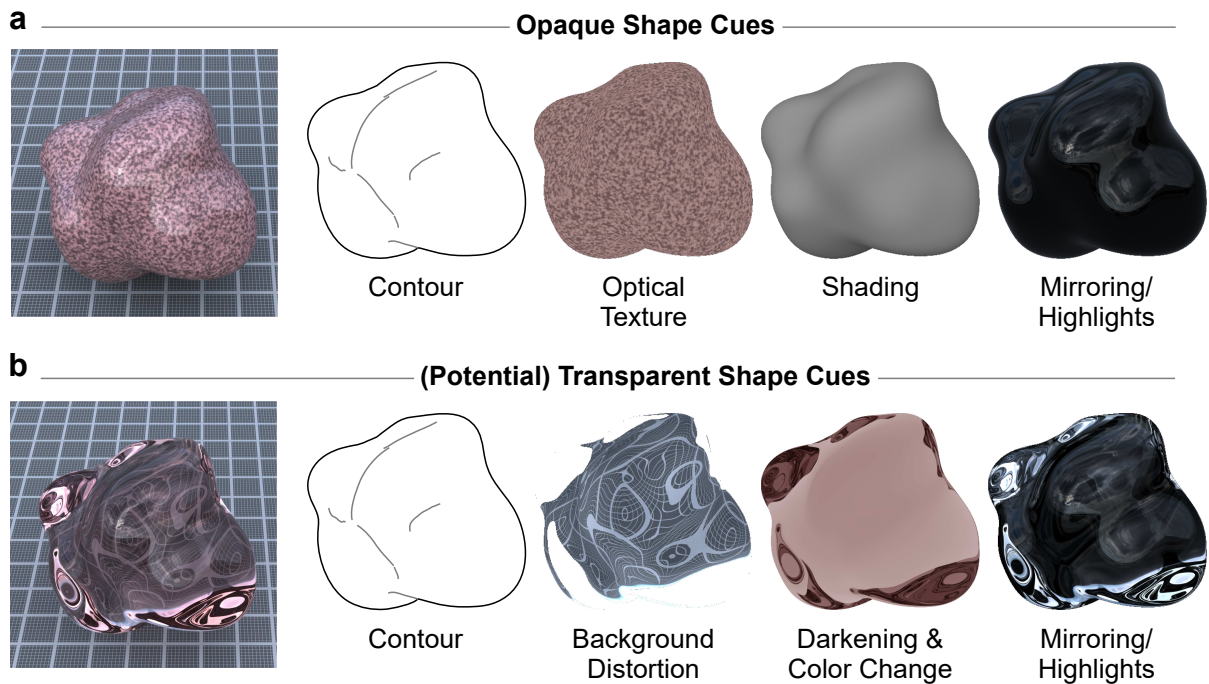 a
Opaque Shape Cues
Contour
Optical
Texture
Shading
Mirroring/
Highlights
b
(Potential) Transparent Shape Cues
Contour
Background
Distortion
Darkening &
Color Change
Mirroring/
Highlights